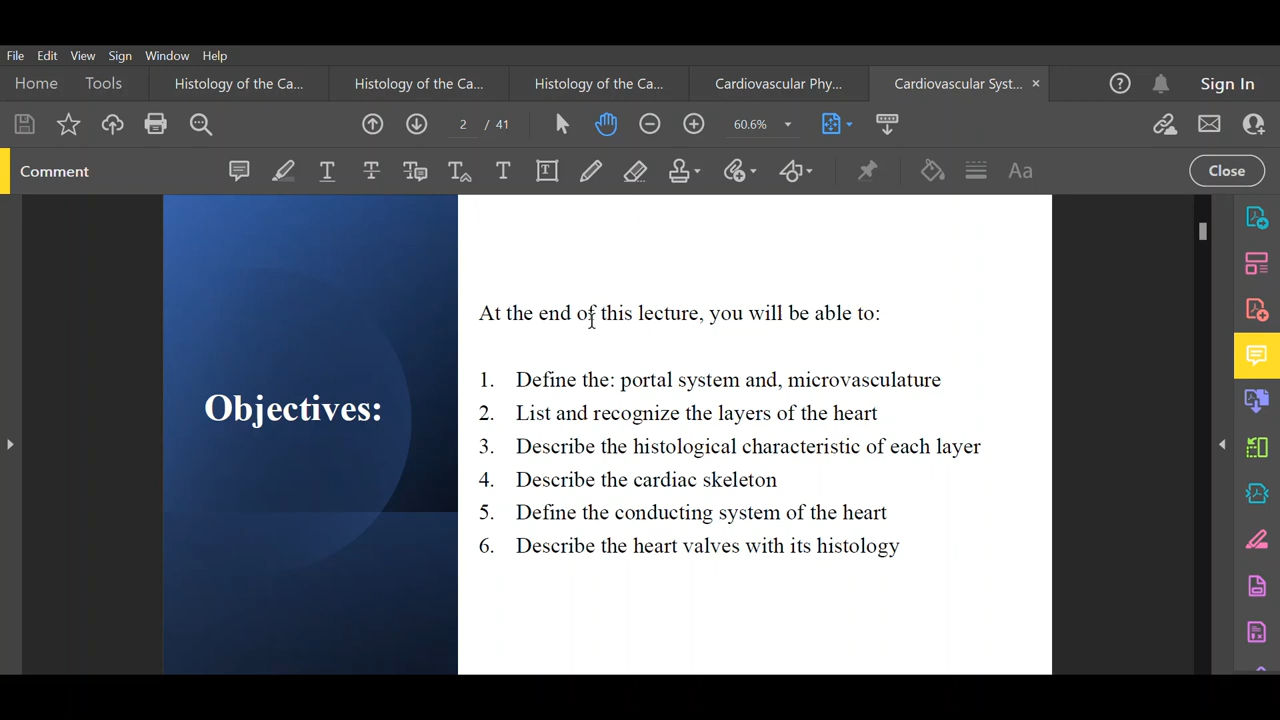 File Edit View Sign Window Help
Home Tools Histology of the Ca... Histology of the Ca... Histology of the Ca... Cardiovascular Phy... Cardiovascular Syst... × Sign In
2 / 41 60.6%
Comment Close
At the end of this lecture, you will be able to:
Objectives:
1. Define the: portal system and, microvasculature
2. List and recognize the layers of the heart
3. Describe the histological characteristic of each layer
4. Describe the cardiac skeleton
5. Define the conducting system of the heart
6. Describe the heart valves with its histology